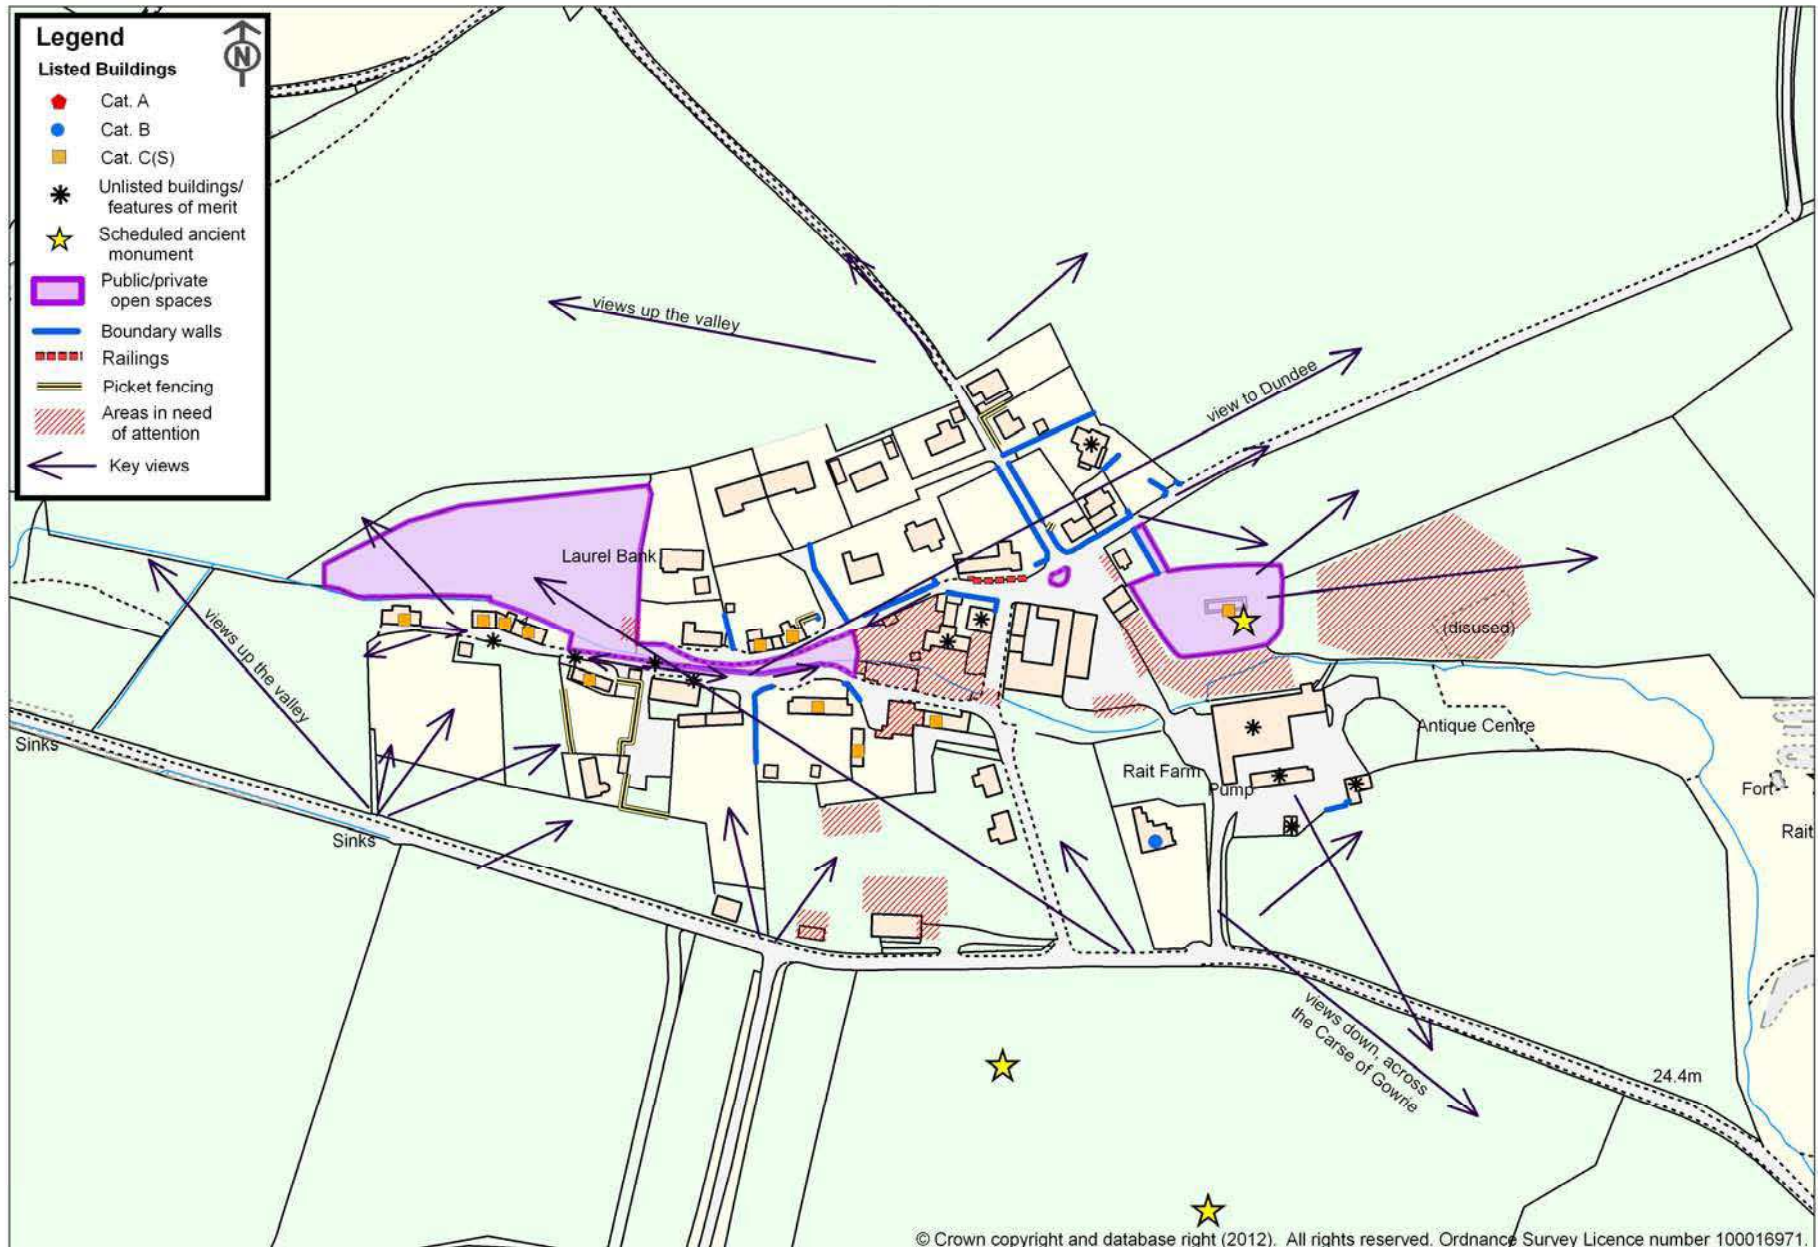 Legend
N
Listed Buildings
Cat. A
Cat. B
Cat. C(S)
Unlisted buildings/
features of merit
Scheduled ancient
monument
Public/private
open spaces
Boundary walls
Railings
Picket fencing
Areas in need
of attention
Key views
views up the valley
view to Dundee
Laurel Bank
views up the valley
(disused)
Sinks
Antique Centre
Rait Farm
Pump
Fort
Sinks
Rait
views down, across
the Carse of Gowrie
24.4m
© Crown copyright and database right (2012). All rights reserved. Ordnance Survey Licence number 100016971.